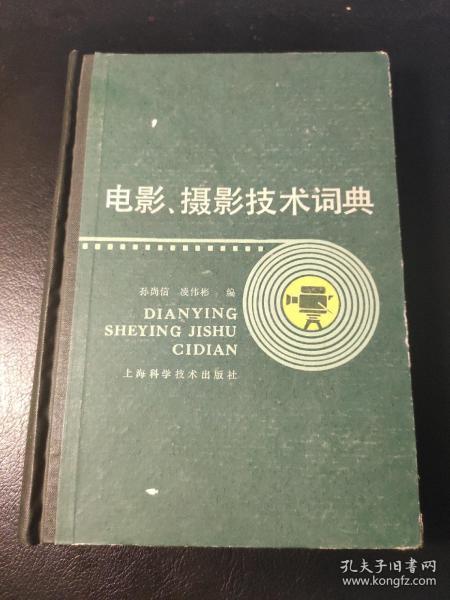 电影、摄影技术词典
孙尚信 凌伟彬 编
DIANYING
SHEYING JISHU
CIDIAN
上海科学技术出版社
孔夫子旧书网
www.kongfz.com